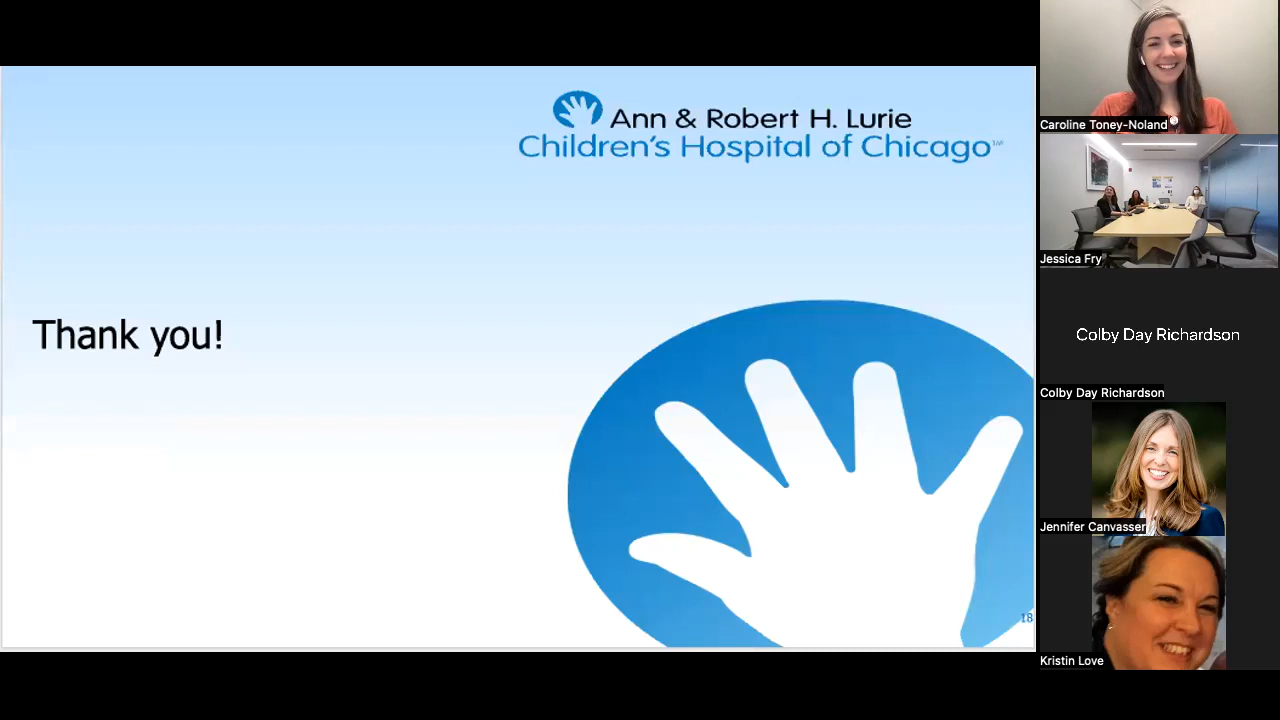 Ann & Robert H. Lurie
Children's Hospital of Chicago℠
Thank you!
18
Caroline Toney-Noland
Jessica Fry
Colby Day Richardson
Colby Day Richardson
Jennifer Canvasser
Kristin Love